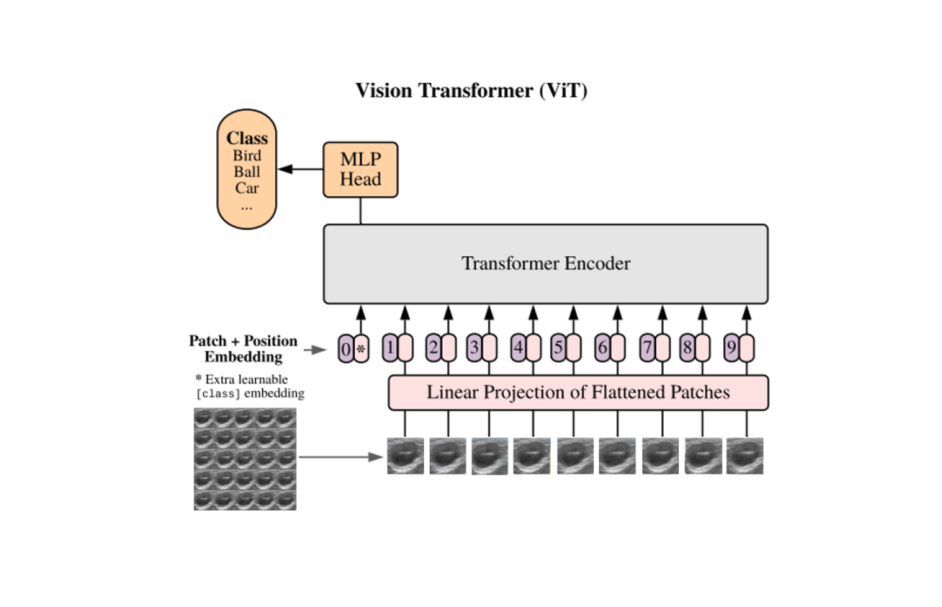 Vision Transformer (ViT)
Class
Bird
Ball
Car
...
MLP
Head
Transformer Encoder
Patch + Position
Embedding
0 * 1 2 3 4 5 6 7 8 9
* Extra learnable
[class] embedding
Linear Projection of Flattened Patches